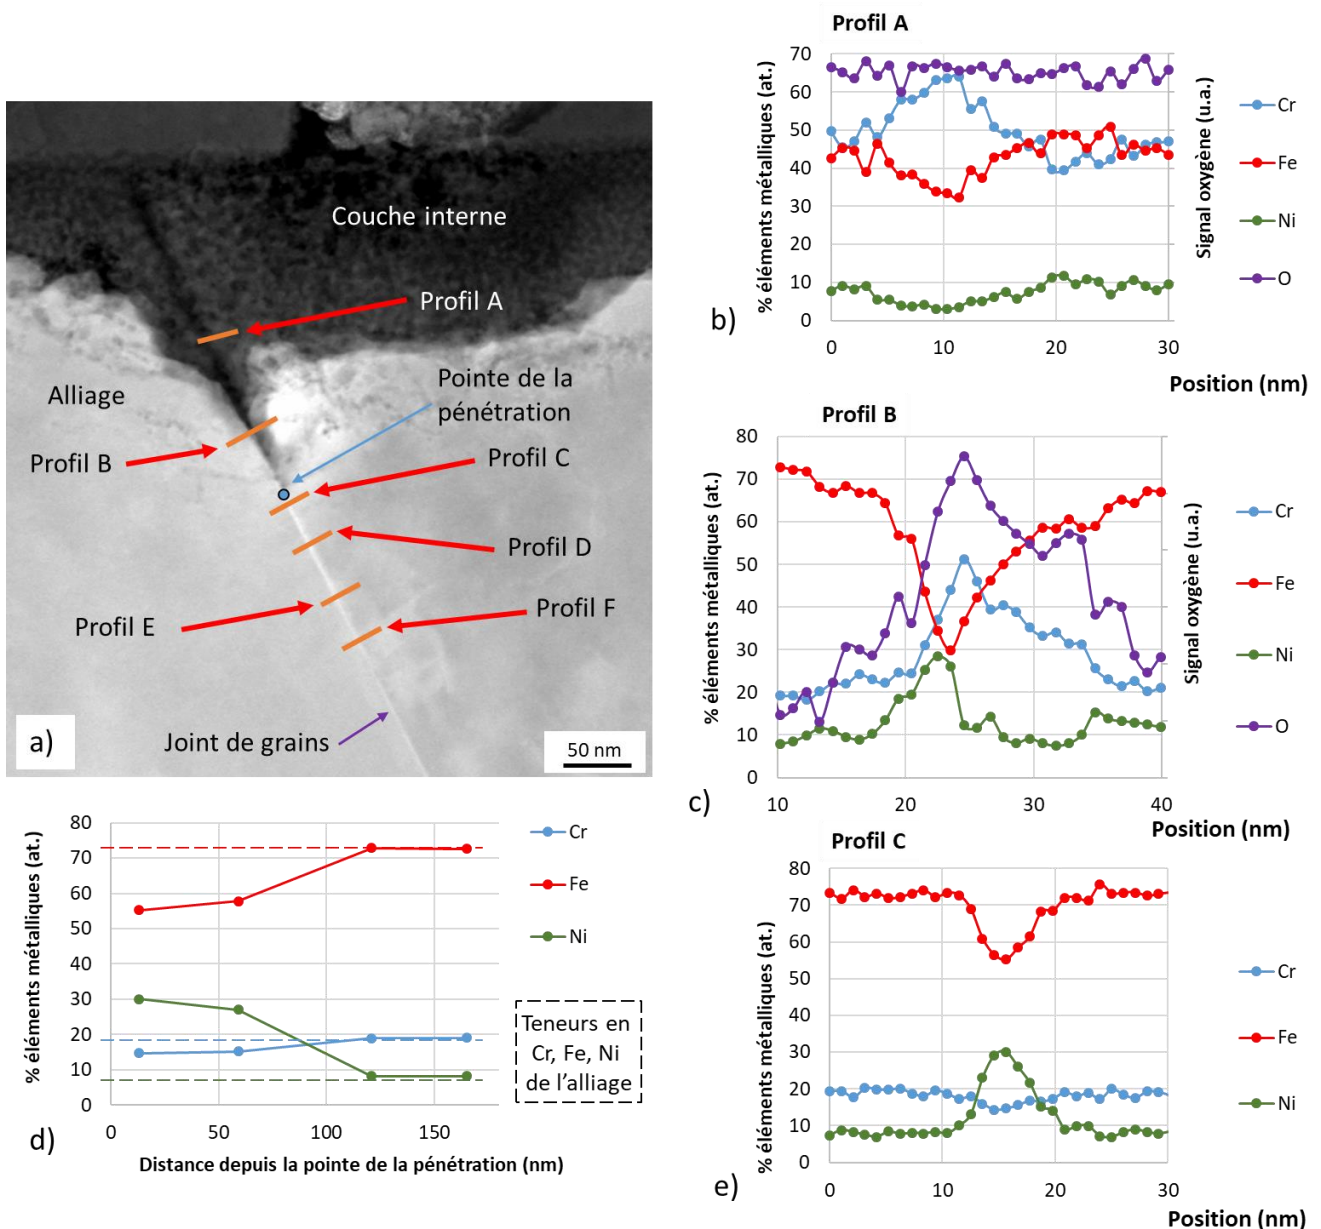 Couche interne
Profil A
Alliage
Pointe de la
pénétration
Profil B
Profil C
Profil D
Profil E
Profil F
Joint de grains
a)
50 nm
Profil A
% éléments métalliques (at.)
70
60
50
40
30
20
10
0
0 10 20 30
Position (nm)
Signal oxygène (u.a.)
Cr
Fe
Ni
O
b)
Profil B
% éléments métalliques (at.)
80
70
60
50
40
30
20
10
0
10 20 30 40
Position (nm)
Signal oxygène (u.a.)
Cr
Fe
Ni
O
c)
% éléments métalliques (at.)
80
70
60
50
40
30
20
10
0
0 50 100 150
Distance depuis la pointe de la pénétration (nm)
Cr
Fe
Ni
Teneurs en
Cr, Fe, Ni
de l'alliage
d)
Profil C
% éléments métalliques (at.)
80
70
60
50
40
30
20
10
0
0 10 20 30
Position (nm)
Cr
Fe
Ni
e)